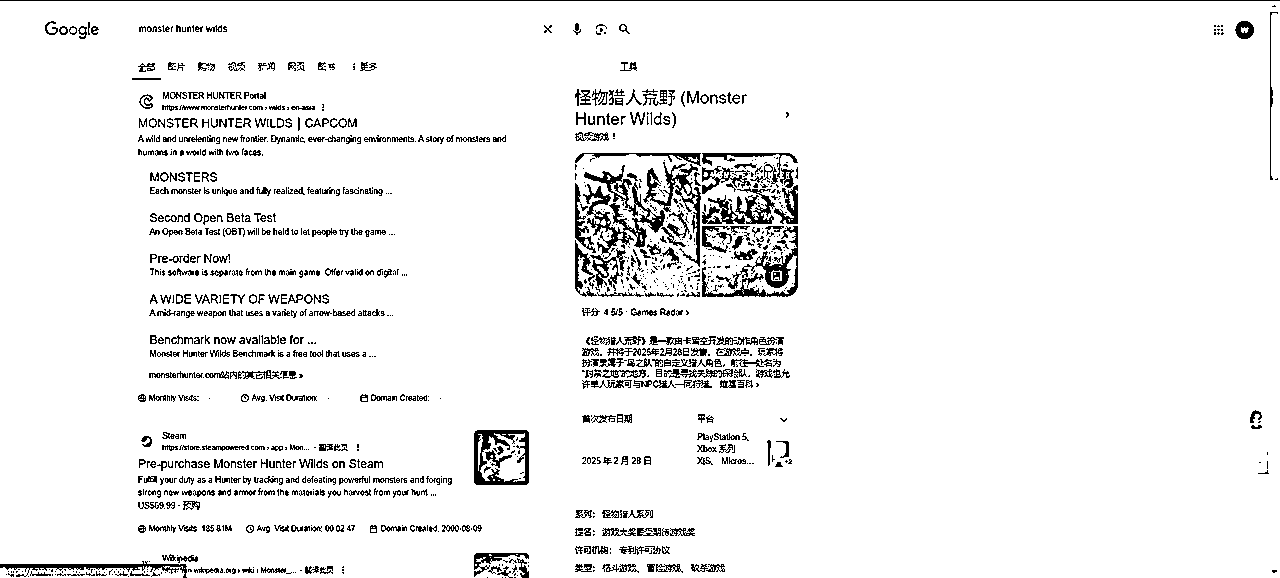 Google
monster hunter wilds
全部 图片 购物 视频 新闻 网页 图书 更多
工具
MONSTER HUNTER Portal
https://www.monsterhunter.com › wilds › en-asia
MONSTER HUNTER WILDS | CAPCOM
A wild and unrelenting new frontier. Dynamic, ever-changing environments. A story of monsters and
humans in a world with two faces.
MONSTERS
Each monster is unique and fully realized, featuring fascinating ...
Second Open Beta Test
An Open Beta Test (OBT) will be held to let people try the game ...
Pre-order Now!
This software is separate from the main game. Offer valid on digital ...
A WIDE VARIETY OF WEAPONS
A mid-range weapon that uses a variety of arrow-based attacks ...
Benchmark now available for ...
Monster Hunter Wilds Benchmark is a free tool that uses a ...
monsterhunter.com站内的其它相关信息 »
Monthly Visits: - Avg. Visit Duration: - Domain Created: -
Steam
https://store.steampowered.com › app › Mon... · 翻译此页
Pre-purchase Monster Hunter Wilds on Steam
Fulfill your duty as a Hunter by tracking and defeating powerful monsters and forging
strong new weapons and armor from the materials you harvest from your hunt ...
US$69.99 · 预购
Monthly Visits: 185.81M Avg. Visit Duration: 00:02:47 Domain Created: 2000-08-09
Wikipedia
wikipedia.org › wiki › Monster_... · 翻译此页
怪物猎人荒野 (Monster
Hunter Wilds)
视频游戏
评分 4.5/5 · Games Radar ›
《怪物猎人荒野》是一款由卡普空开发的动作角色扮演
游戏，并将于2025年2月28日发售。在游戏中，玩家将
扮演隶属于“鸟之队”的自定义猎人角色，前往一处名为
“封禁之地”的地方，目的是寻找失踪的探险队，游戏也允
许单人玩家可与NPC猎人一同狩猎。 维基百科 ›
首次发布日期
2025 年 2 月 28 日
平台
PlayStation 5、
Xbox 系列
X|S、 Micros...
+2
系列： 怪物猎人系列
提名： 游戏大奖最受期待游戏奖
许可机构： 专利许可协议
类型： 格斗游戏、 冒险游戏、 砍杀游戏
W